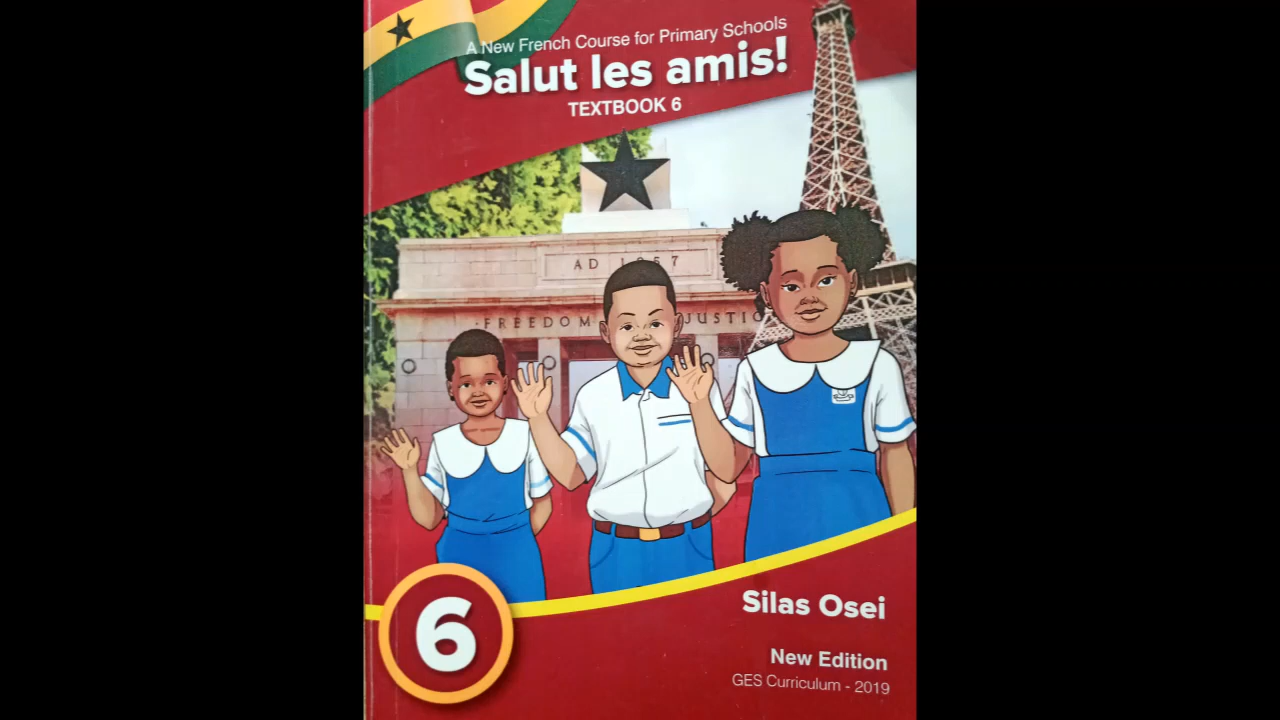 A New French Course for Primary Schools
Salut les amis!
TEXTBOOK 6
AD 1957
FREEDOM JUSTIC
6
Silas Osei
New Edition
GES Curriculum - 2019